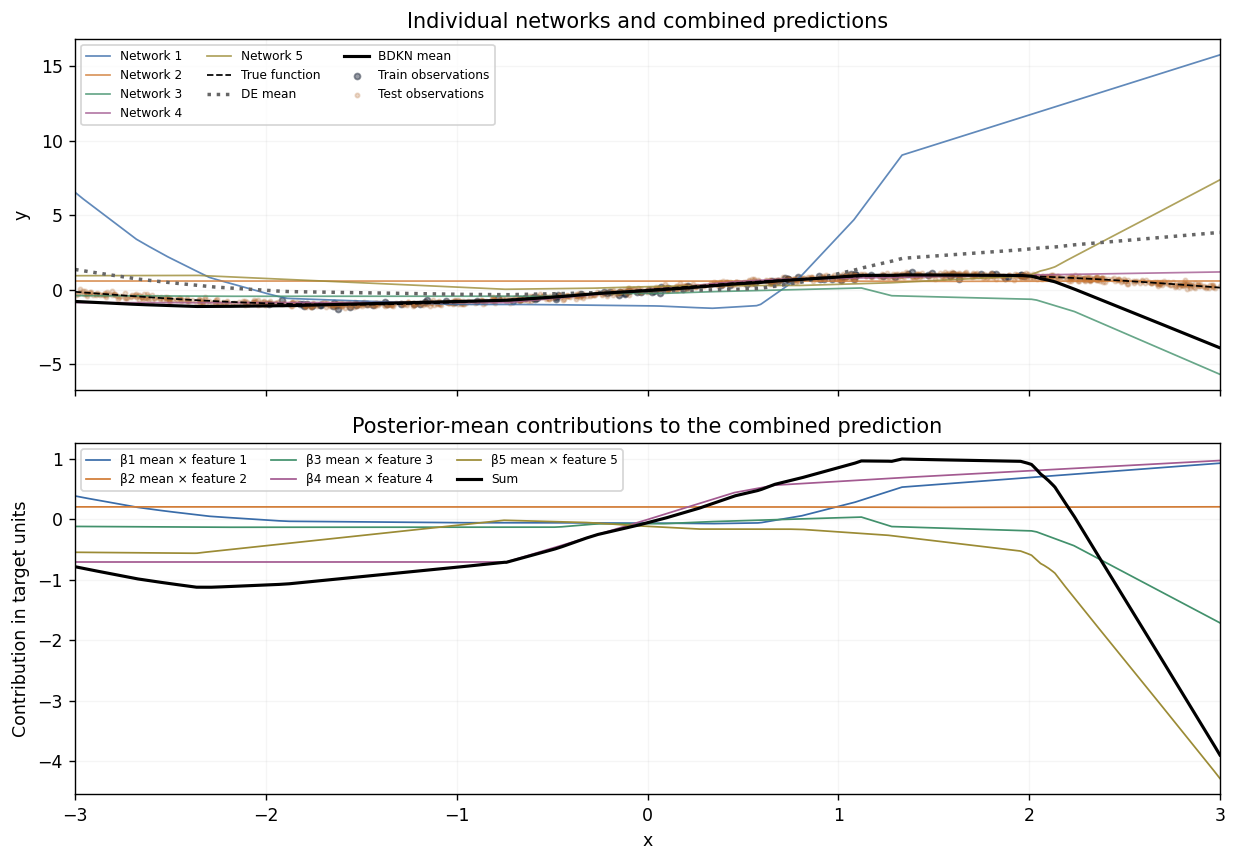 Individual networks and combined predictions
Network 1
Network 2
Network 3
Network 4
Network 5
True function
DE mean
BDKN mean
Train observations
Test observations
15
10
5
0
−5
y
Posterior-mean contributions to the combined prediction
β1 mean × feature 1
β2 mean × feature 2
β3 mean × feature 3
β4 mean × feature 4
β5 mean × feature 5
Sum
1
0
−1
−2
−3
−4
Contribution in target units
−3 −2 −1 0 1 2 3
x